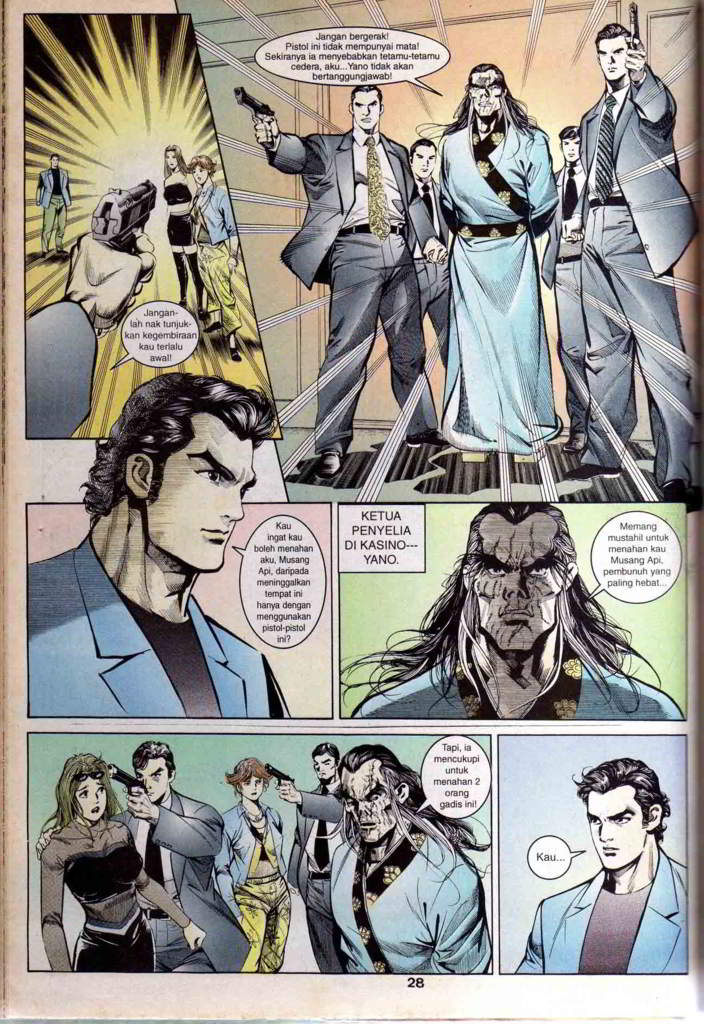 Jangan-
lah nak tunjuk-
kkan kegembiraan
kau terlalu
awal!
Jangan bergerak!
Pistol ini tidak mempunyai mata!
Sekiranya ia menyebabkan tetamu-tetamu
cedera, aku...Yano tidak akan
bertanggungjawab!
Kau
ingat kau
boleh menahan
aku, Musang
Api, daripada
meninggalkan
tempat ini
hanya dengan
menggunakan
pistol-pistol
ini?
KETUA
PENYELIA
DI KASINO---
YANO.
Memang
mustahil untuk
menahan kau
Musang Api,
pembunuh yang
paling hebat...
Tapi, ia
mencukupi
untuk
menahan 2
orang
gadis ini!
Kau...
28